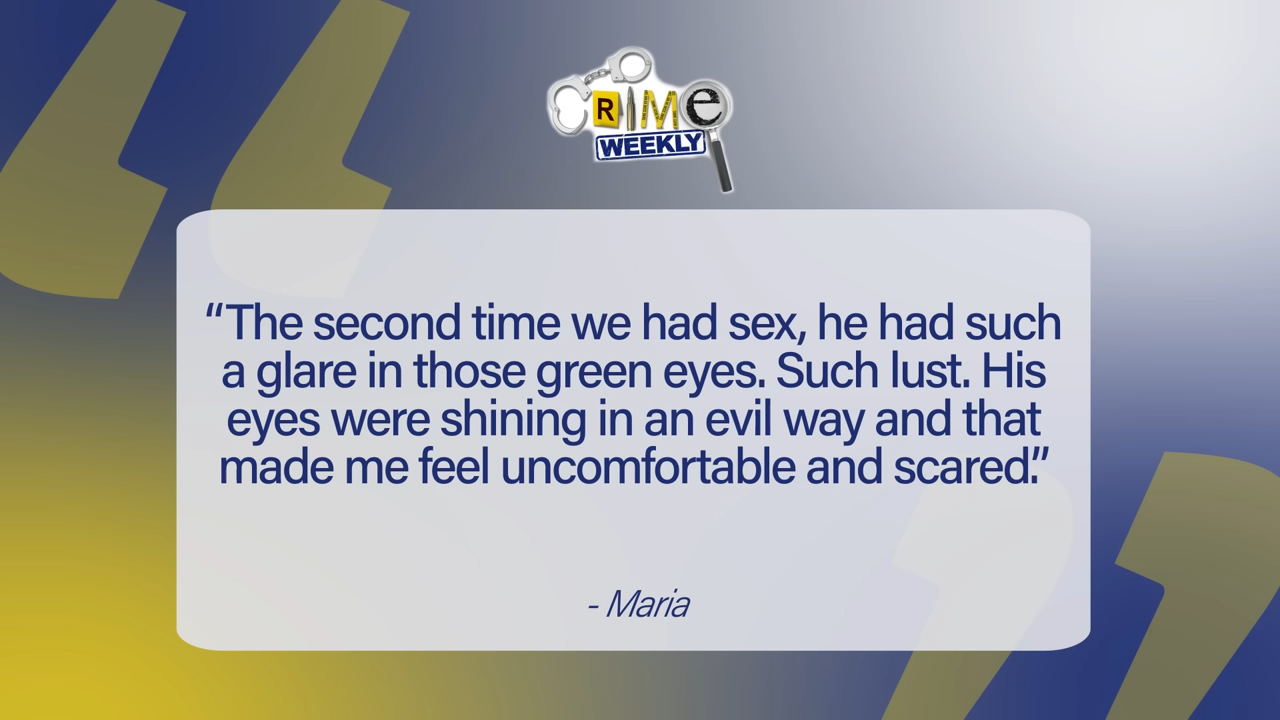 CRIMe
WEEKLY
“The second time we had sex, he had such
a glare in those green eyes. Such lust. His
eyes were shining in an evil way and that
made me feel uncomfortable and scared.”
- Maria